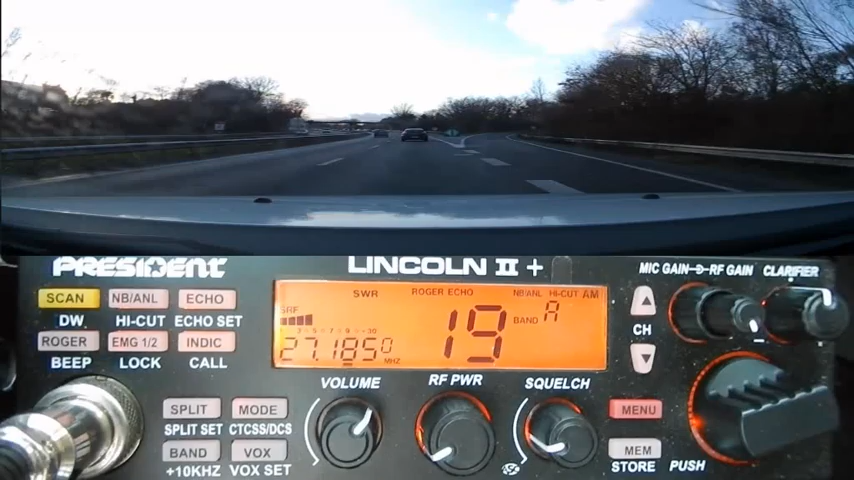 PRESIDENT
LINCOLN II +
MIC GAIN RF GAIN CLARIFIER
SCAN NB/ANL ECHO
DW HI-CUT ECHO SET
ROGER EMG 1/2 INDIC
BEEP LOCK CALL
SWR ROGER ECHO NB/ANL HI-CUT AM
SRF
19 BAND A
27.1850 MHZ
CH
VOLUME RF PWR SQUELCH
SPLIT MODE MENU
SPLIT SET CTCSS/DCS
BAND VOX MEM
+10KHZ VOX SET STORE PUSH